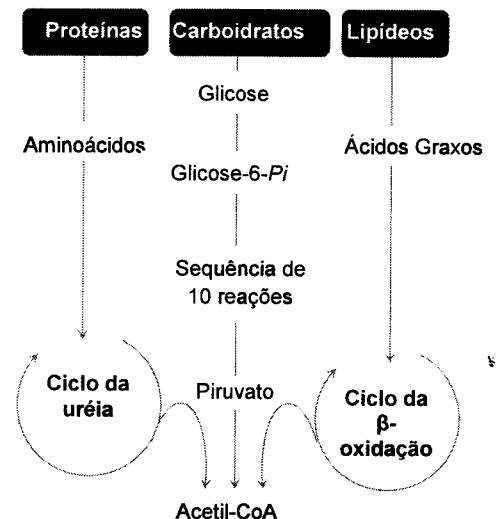 Proteínas
Carboidratos
Lipídeos
Glicose
Aminoácidos
Ácidos Graxos
Glicose-6-Pi
Sequência de
10 reações
Ciclo da
uréia
Piruvato
Ciclo da
β-
oxidação
Acetil-CoA